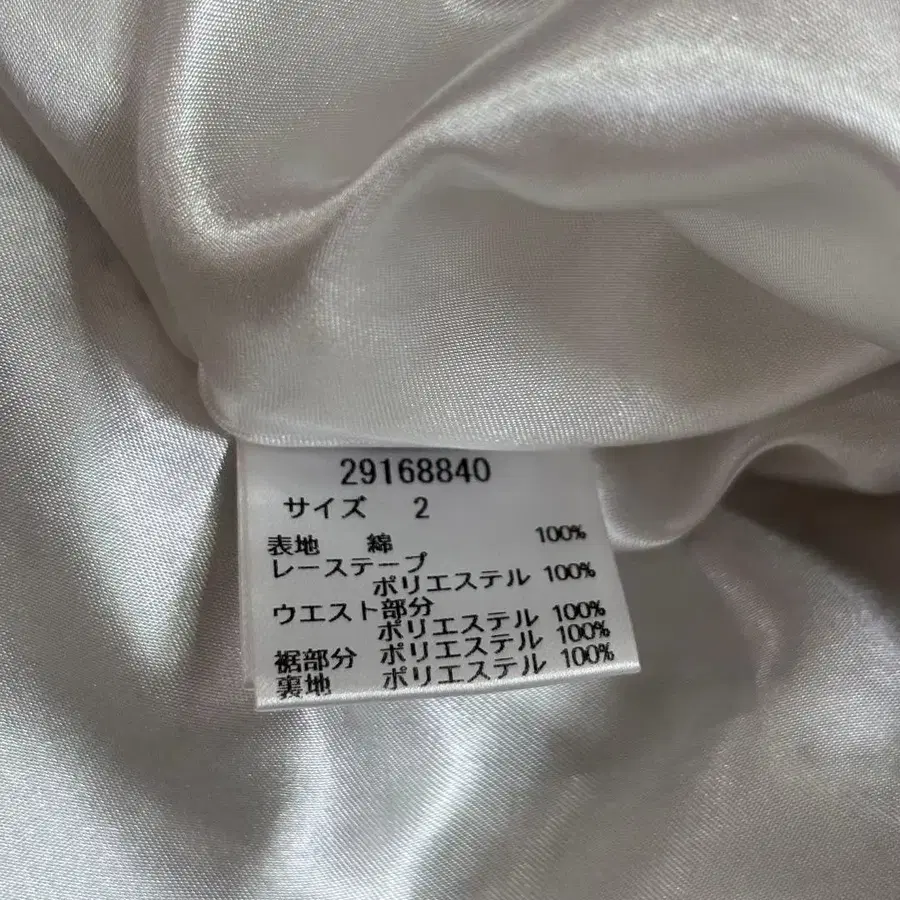 29168840
サイズ 2
表地 綿 100%
レーステープ
ポリエステル 100%
ウエスト部分
ポリエステル 100%
裾部分 ポリエステル 100%
裏地 ポリエステル 100%